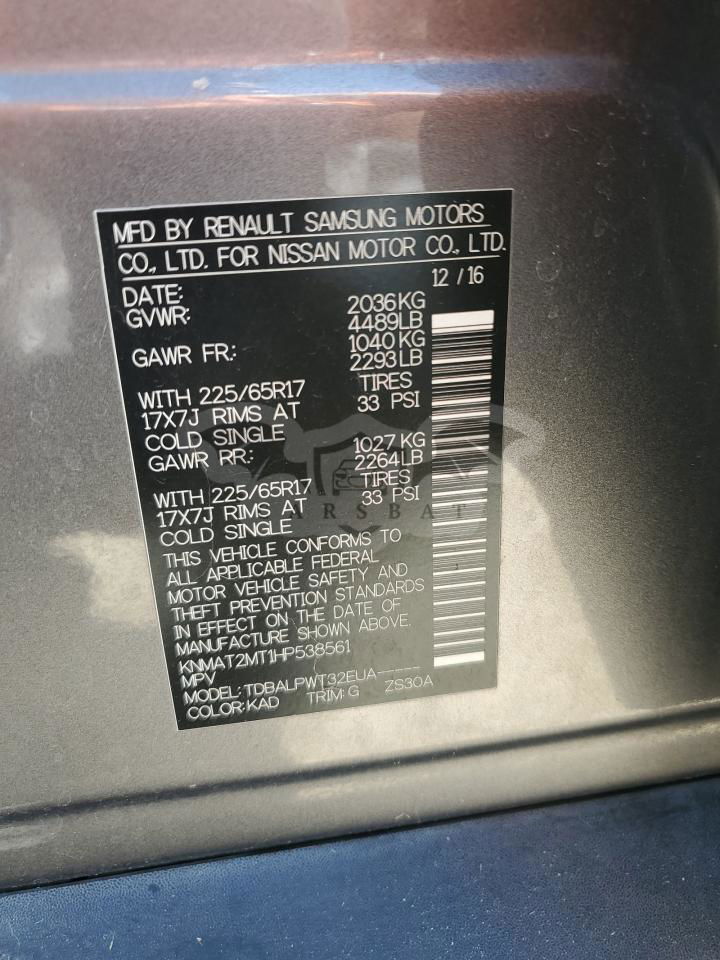 MFD BY RENAULT SAMSUNG MOTORS
CO., LTD. FOR NISSAN MOTOR CO., LTD.
DATE: 12 / 16
GVWR: 2036KG
4489LB
GAWR FR.: 1040KG
2293LB
WITH 225/65R17 TIRES
17X7J RIMS AT 33 PSI
COLD SINGLE
GAWR RR.: 1027KG
2264LB
WITH 225/65R17 TIRES
17X7J RIMS AT 33 PSI
COLD SINGLE
THIS VEHICLE CONFORMS TO
ALL APPLICABLE FEDERAL
MOTOR VEHICLE SAFETY AND
THEFT PREVENTION STANDARDS
IN EFFECT ON THE DATE OF
MANUFACTURE SHOWN ABOVE.
KNMAT2MT1HP538561
MPV
MODEL: TDBALPWT32EUA-----
COLOR:KAD TRIM:G ZS30A